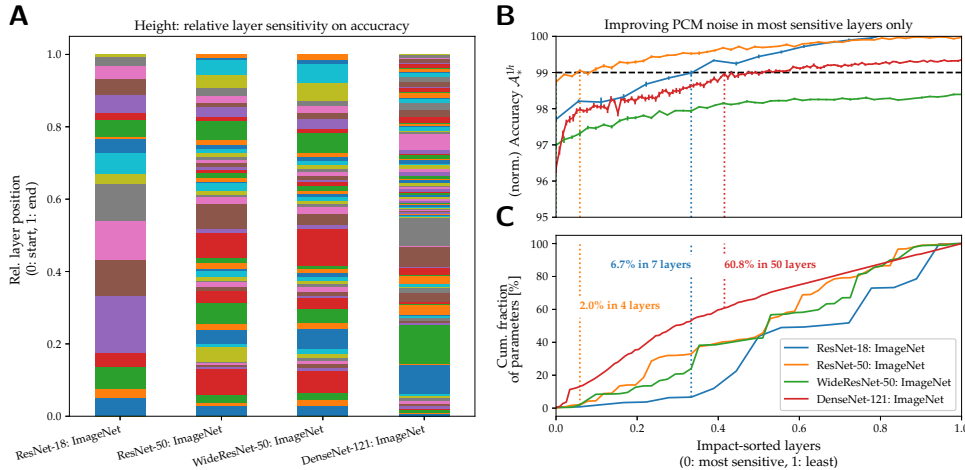 A
Height: relative layer sensitivity on accucracy
Rel. layer position
(0: start, 1: end)
1.0
0.8
0.6
0.4
0.2
0.0
ResNet-18: ImageNet
ResNet-50: ImageNet
WideResNet-50: ImageNet
DenseNet-121: ImageNet
B
Improving PCM noise in most sensitive layers only
(norm.) Accuracy 𝒜*^1h
100
99
98
97
96
95
C
Cum. fraction
of parameters [%]
100
80
60
40
20
0
6.7% in 7 layers
60.8% in 50 layers
2.0% in 4 layers
ResNet-18: ImageNet
ResNet-50: ImageNet
WideResNet-50: ImageNet
DenseNet-121: ImageNet
0.0 0.2 0.4 0.6 0.8 1.0
Impact-sorted layers
(0: most sensitive, 1: least)